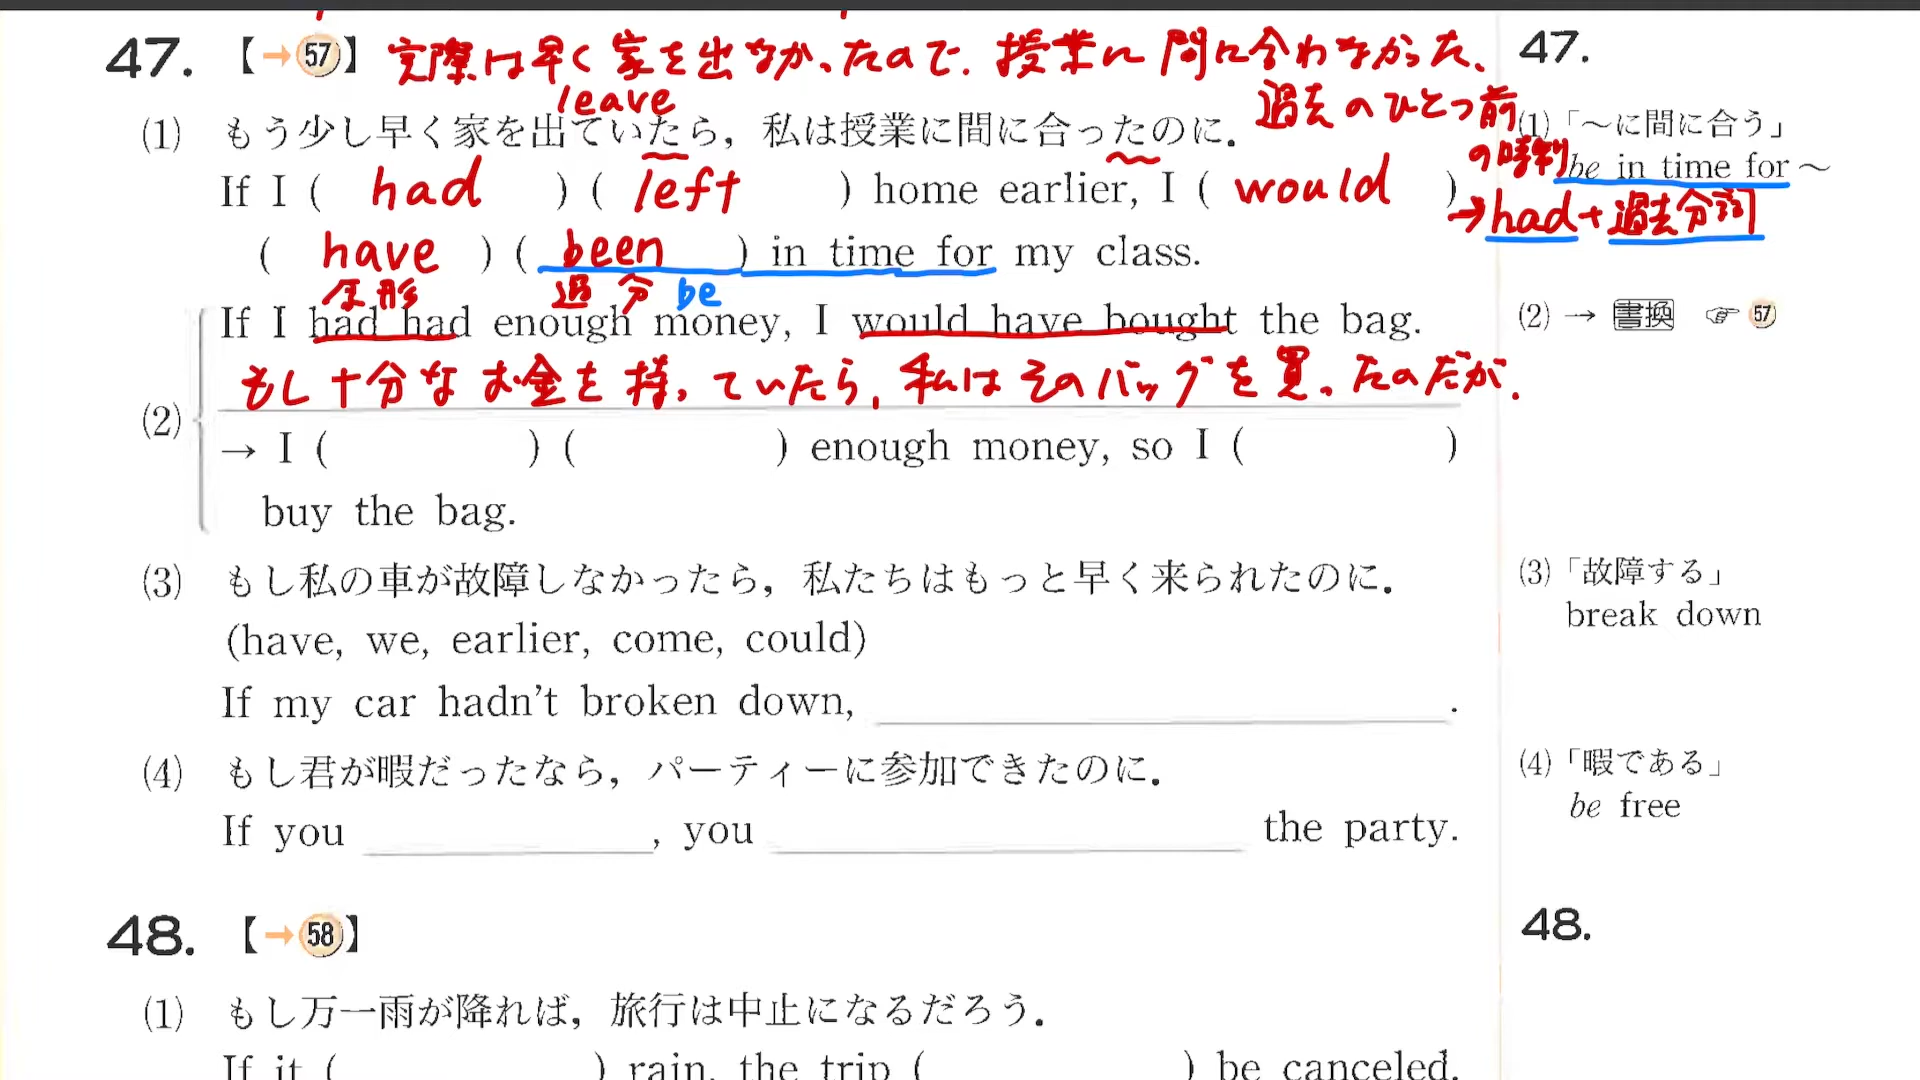 47.【→57】 実際は早く家を出なかったので、授業に間に合わなかった、
leave
(1) もう少し早く家を出ていたら，私は授業に間に合ったのに．
過去のひとつ前の時制
→had+過去分詞
If I ( had ) ( left ) home earlier, I ( would )
( have ) ( been ) in time for my class.
原形 過分 be
(2) If I had had enough money, I would have bought the bag.
もし十分なお金を持っていたら, 私はそのバッグを買ったのだが.
→ I ( ) ( ) enough money, so I ( )
buy the bag.
(3) もし私の車が故障しなかったら，私たちはもっと早く来られたのに．
(have, we, earlier, come, could)
If my car hadn't broken down, .
(4) もし君が暇だったなら，パーティーに参加できたのに．
If you , you the party.
48.【→58】
(1) もし万一雨が降れば，旅行は中止になるだろう．
If it ( ) rain, the trip ( ) be canceled.
47.
(1)「～に間に合う」
be in time for ～
(2) → 書換 ☞ 57
(3)「故障する」
break down
(4)「暇である」
be free
48.